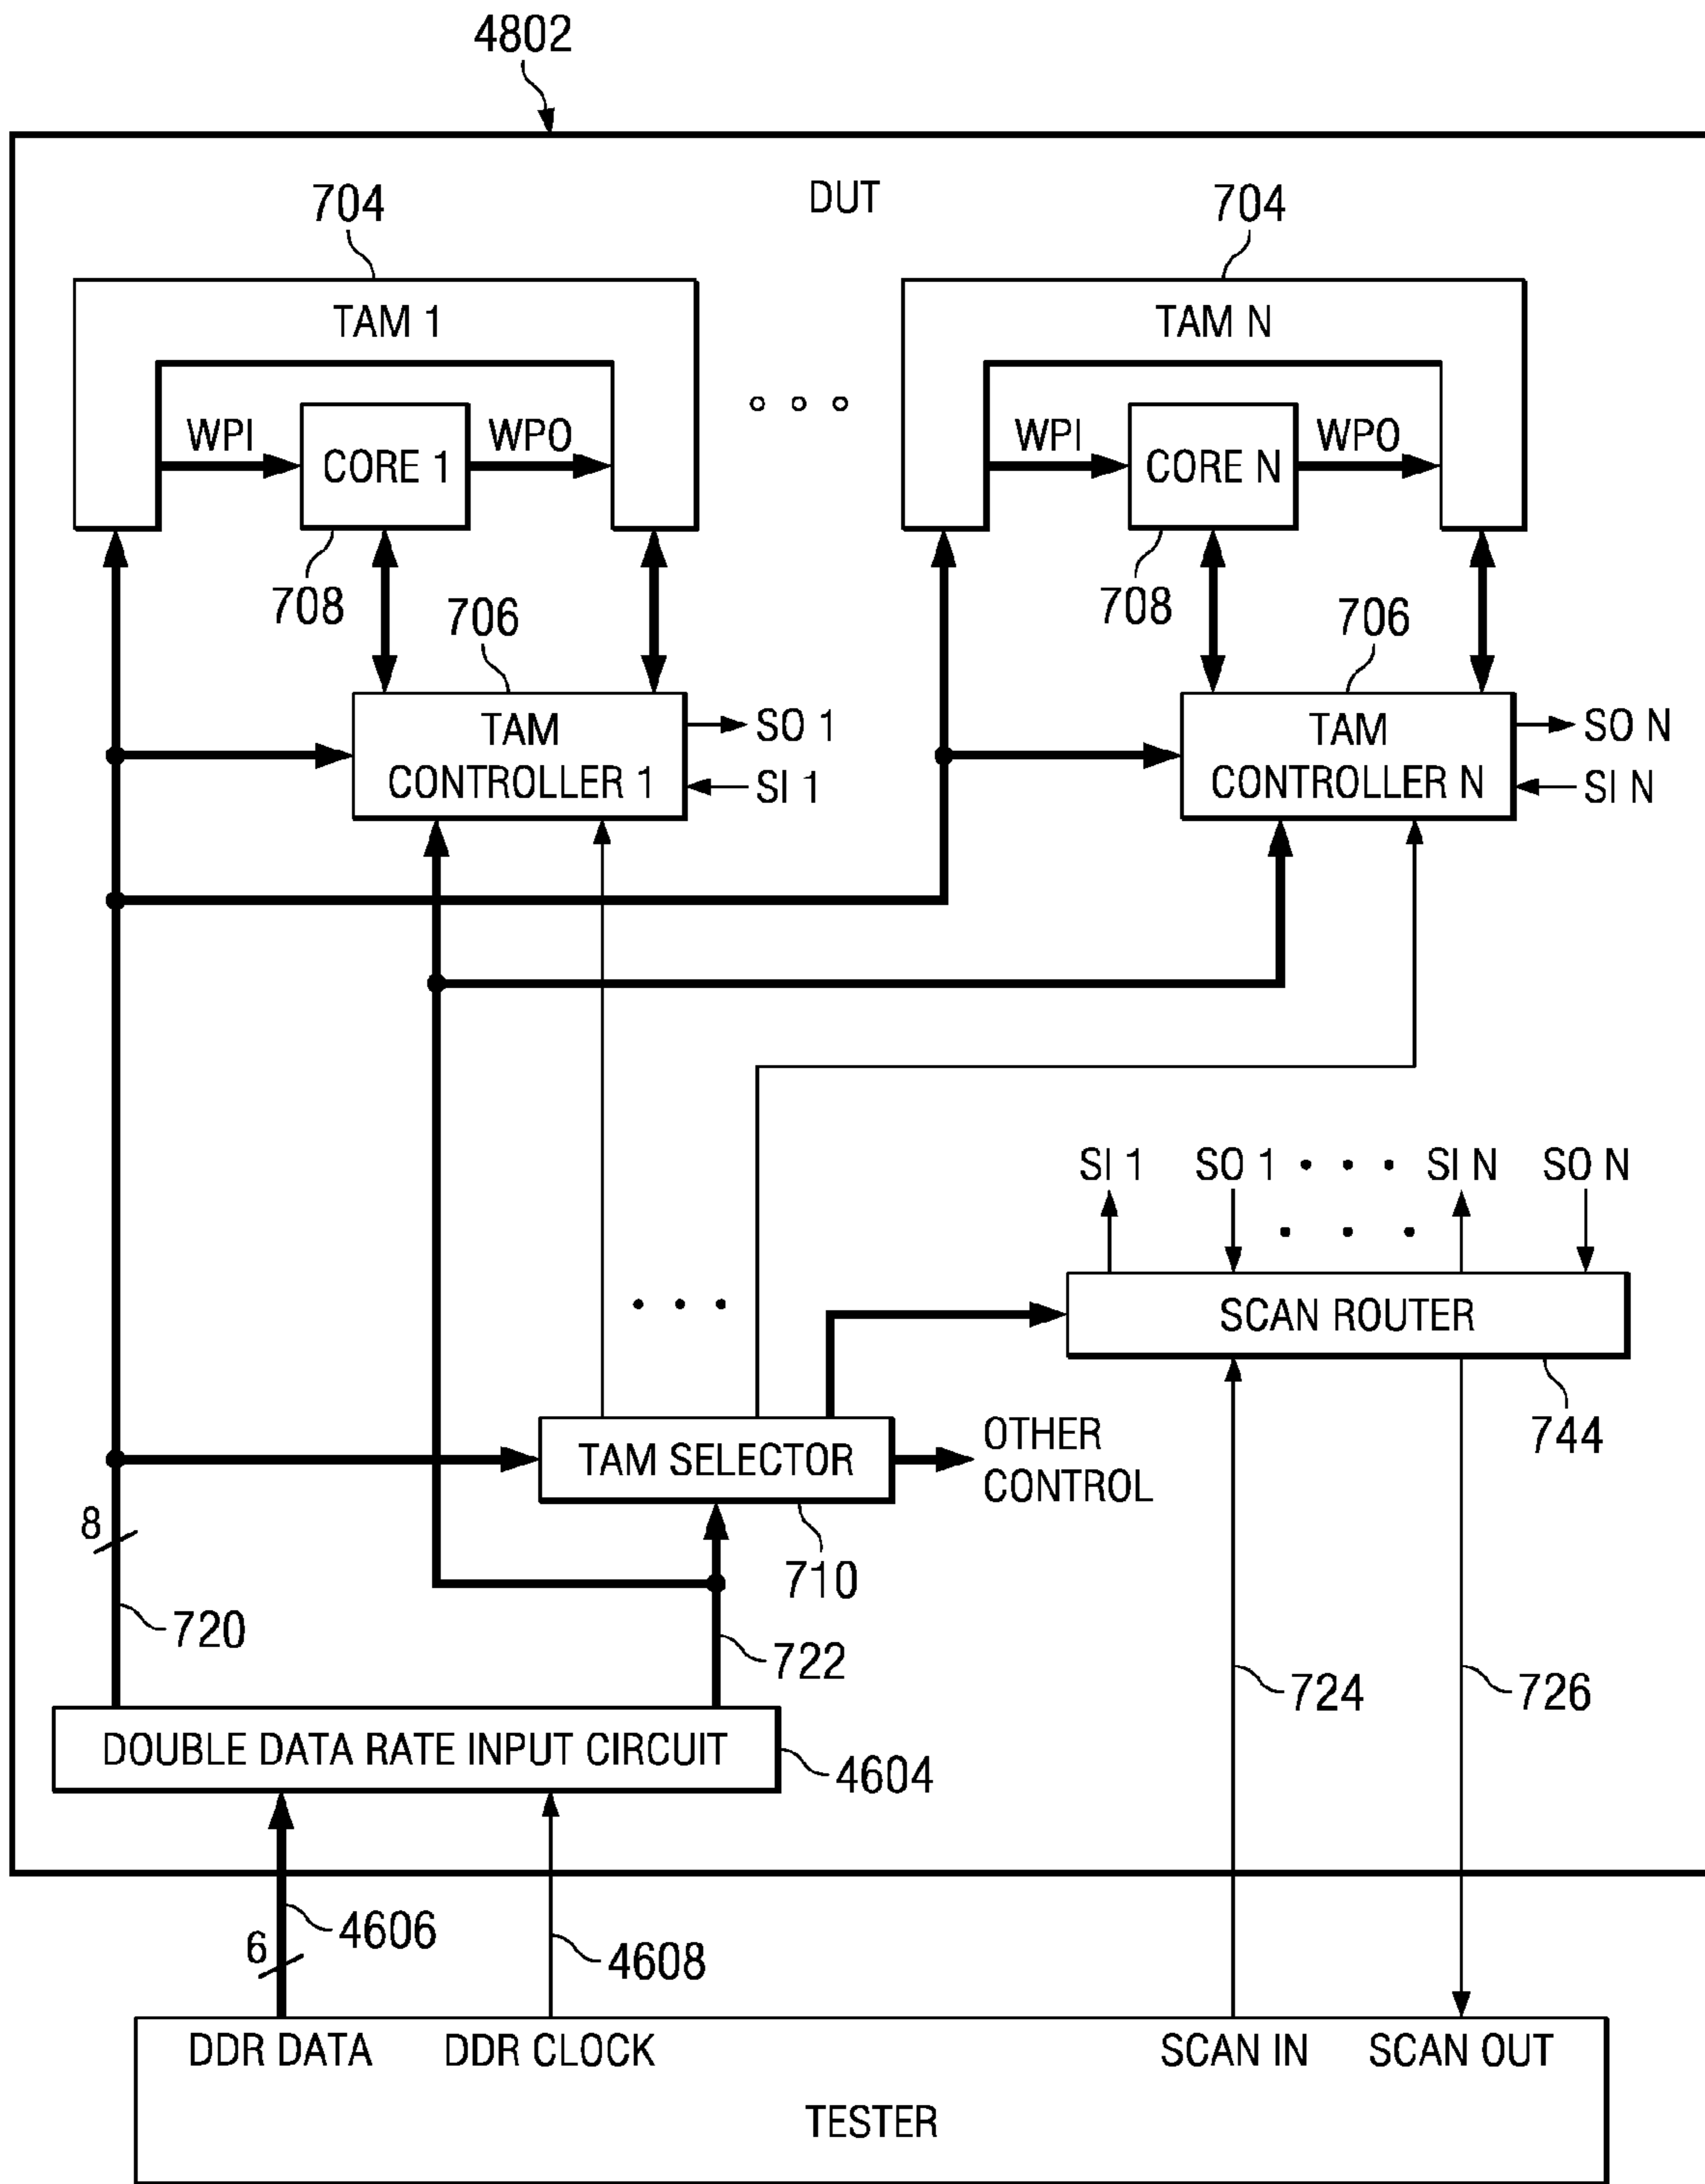 4802
DUT
704
704
TAM 1
TAM N
WPI
CORE 1
WPO
WPI
CORE N
WPO
708
706
708
706
TAM
CONTROLLER 1
SO 1
SI 1
TAM
CONTROLLER N
SO N
SI N
SI 1
SO 1
SI N
SO N
SCAN ROUTER
744
TAM SELECTOR
OTHER
CONTROL
710
8
720
722
724
726
DOUBLE DATA RATE INPUT CIRCUIT
4604
4606
6
4608
DDR DATA
DDR CLOCK
SCAN IN
SCAN OUT
TESTER